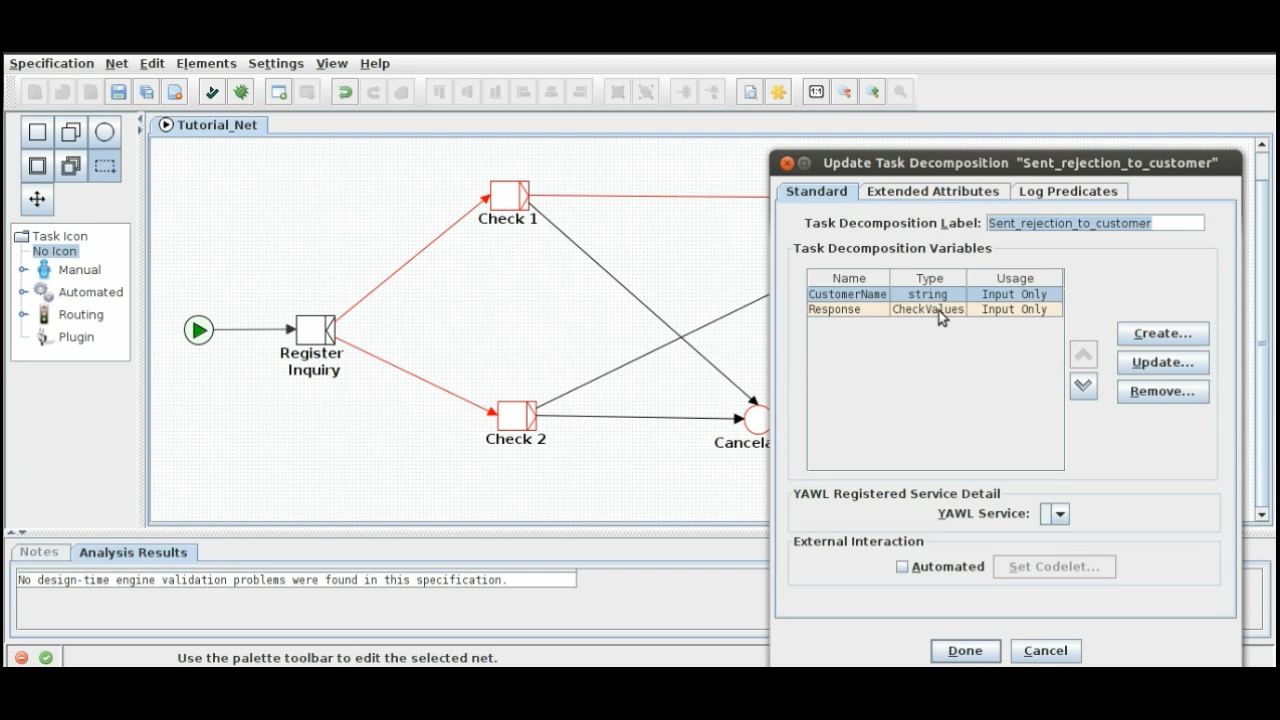 Specification Net Edit Elements Settings View Help
Tutorial_Net
Task Icon
No Icon
Manual
Automated
Routing
Plugin
Check 1
Register
Inquiry
Check 2
Cancela
Update Task Decomposition "Sent_rejection_to_customer"
Standard Extended Attributes Log Predicates
Task Decomposition Label: Sent_rejection_to_customer
Task Decomposition Variables
Name Type Usage
CustomerName string Input Only
Response CheckValues Input Only
Create...
Update...
Remove...
YAWL Registered Service Detail
YAWL Service:
External Interaction
Automated Set Codelet...
Done Cancel
Notes Analysis Results
No design-time engine validation problems were found in this specification.
Use the palette toolbar to edit the selected net.